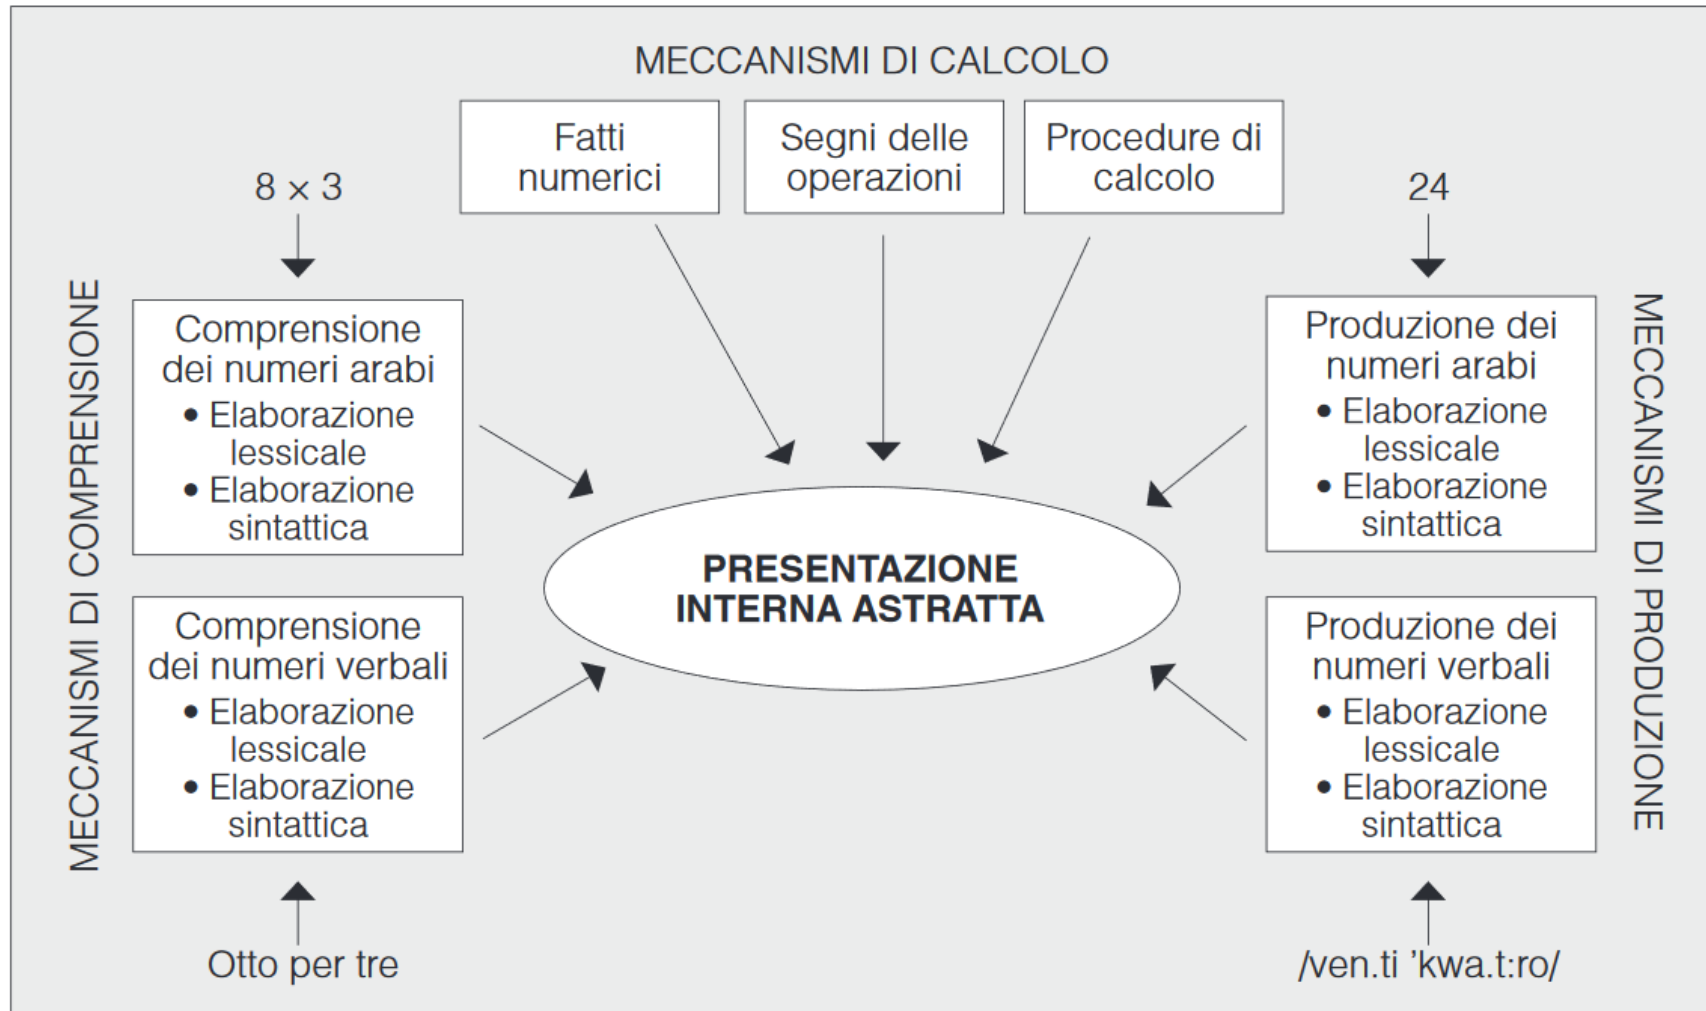 MECCANISMI DI CALCOLO
Fatti
numerici
Segni delle
operazioni
Procedure di
calcolo
8 × 3
24
MECCANISMI DI COMPRENSIONE
Comprensione
dei numeri arabi
• Elaborazione
lessicale
• Elaborazione
sintattica
Comprensione
dei numeri verbali
• Elaborazione
lessicale
• Elaborazione
sintattica
Otto per tre
PRESENTAZIONE
INTERNA ASTRATTA
Produzione dei
numeri arabi
• Elaborazione
lessicale
• Elaborazione
sintattica
Produzione dei
numeri verbali
• Elaborazione
lessicale
• Elaborazione
sintattica
/ven.ti ’kwa.t:ro/
MECCANISMI DI PRODUZIONE